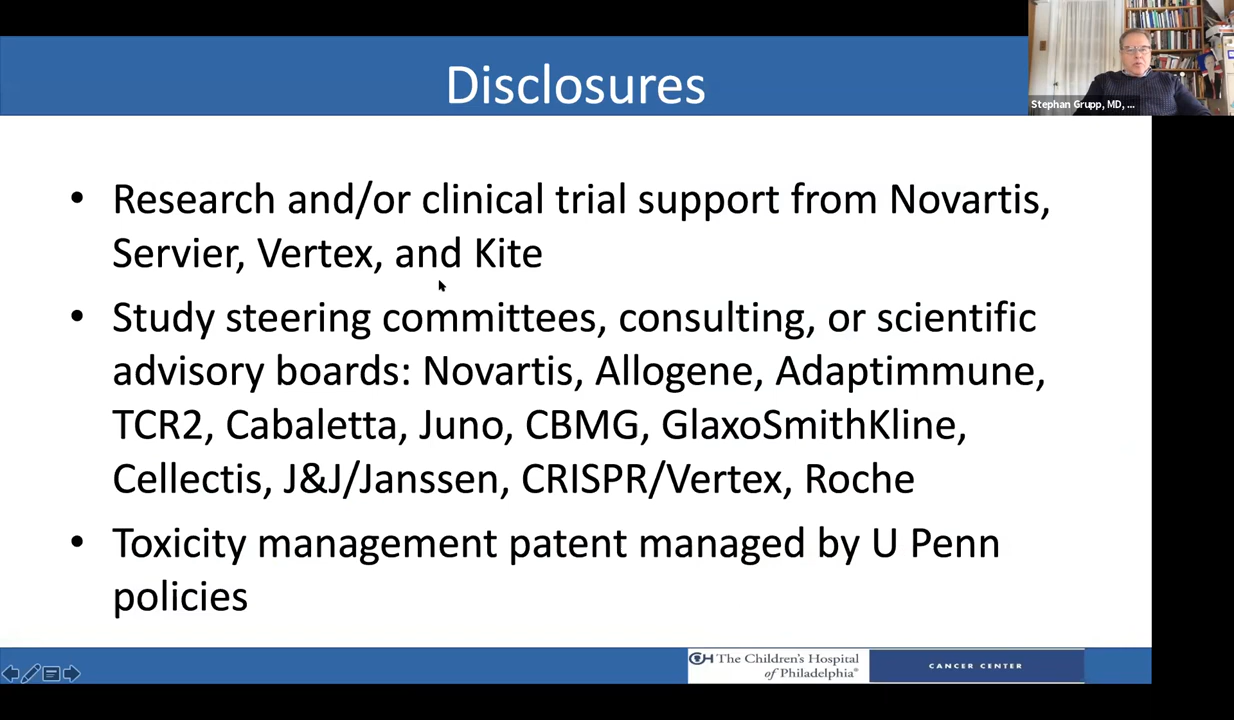 Disclosures
Stephan Grupp, MD, ...
• Research and/or clinical trial support from Novartis,
Servier, Vertex, and Kite
• Study steering committees, consulting, or scientific
advisory boards: Novartis, Allogene, Adaptimmune,
TCR2, Cabaletta, Juno, CBMG, GlaxoSmithKline,
Cellectis, J&J/Janssen, CRISPR/Vertex, Roche
• Toxicity management patent managed by U Penn
policies
CH The Children's Hospital
of Philadelphia®
CANCER CENTER